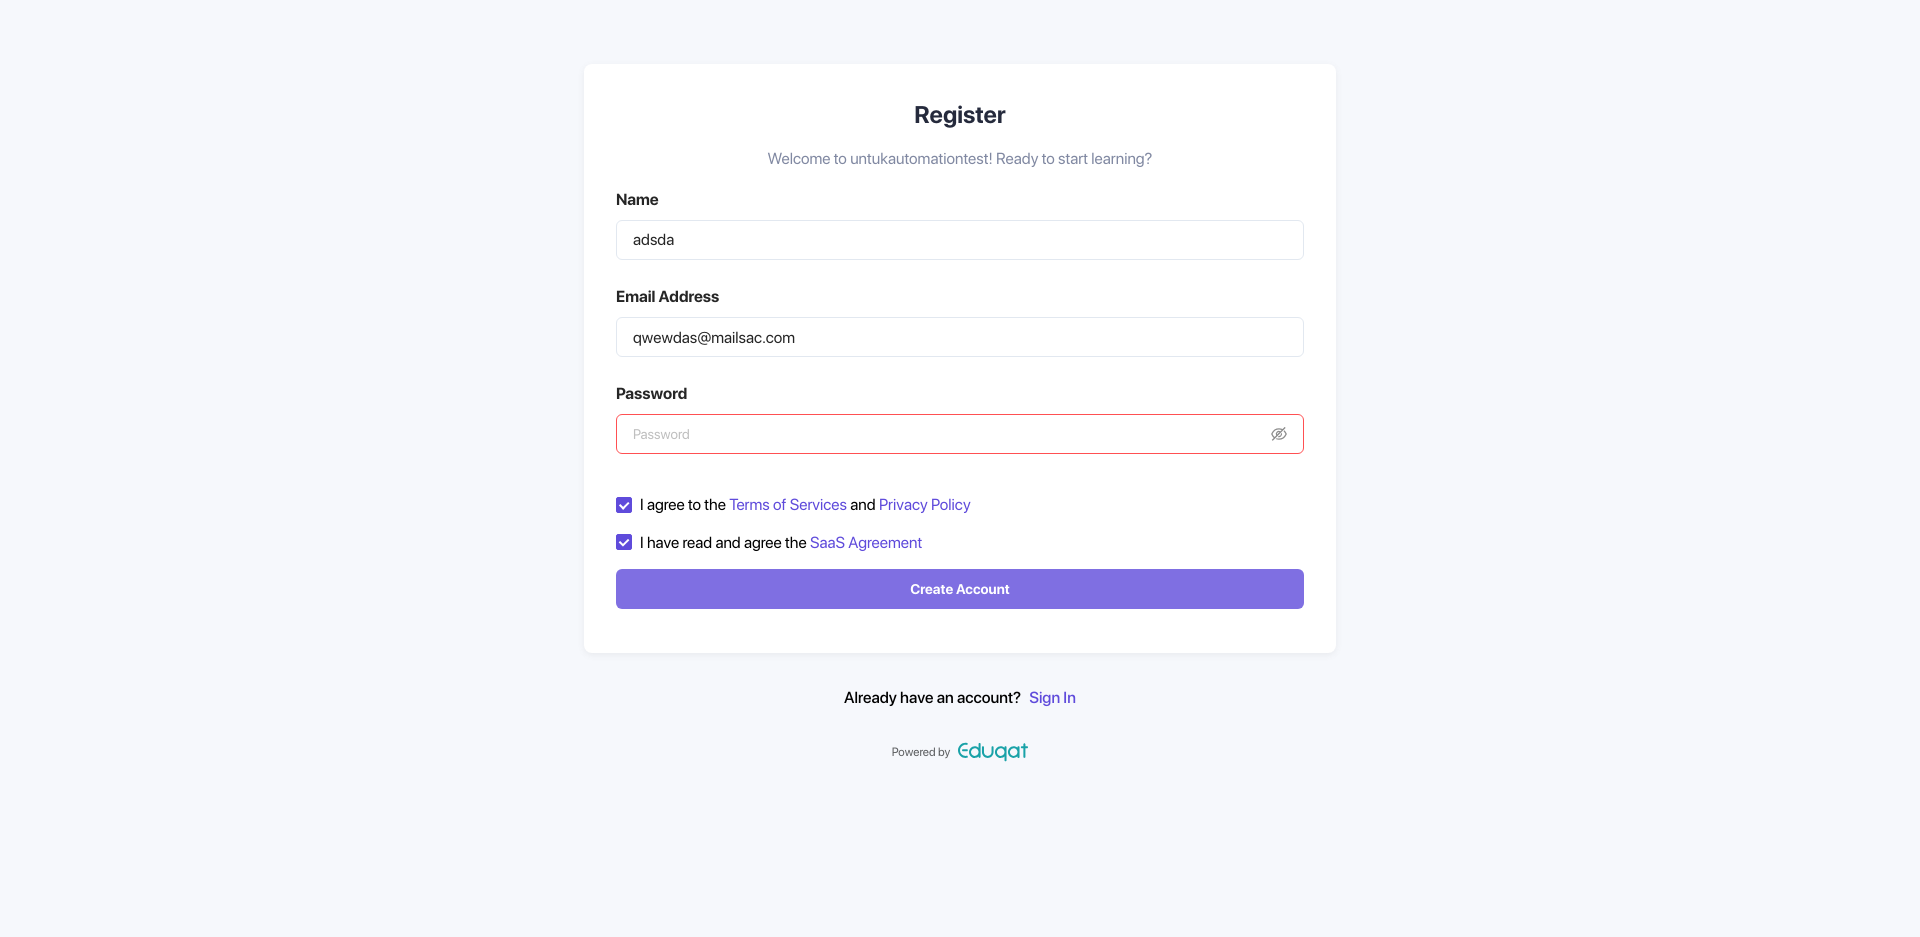 Register
Welcome to untukautomationtest! Ready to start learning?
Name
adsda
Email Address
qwewdas@mailsac.com
Password
Password
I agree to the Terms of Services and Privacy Policy
I have read and agree the SaaS Agreement
Create Account
Already have an account? Sign In
Powered by Eduqat